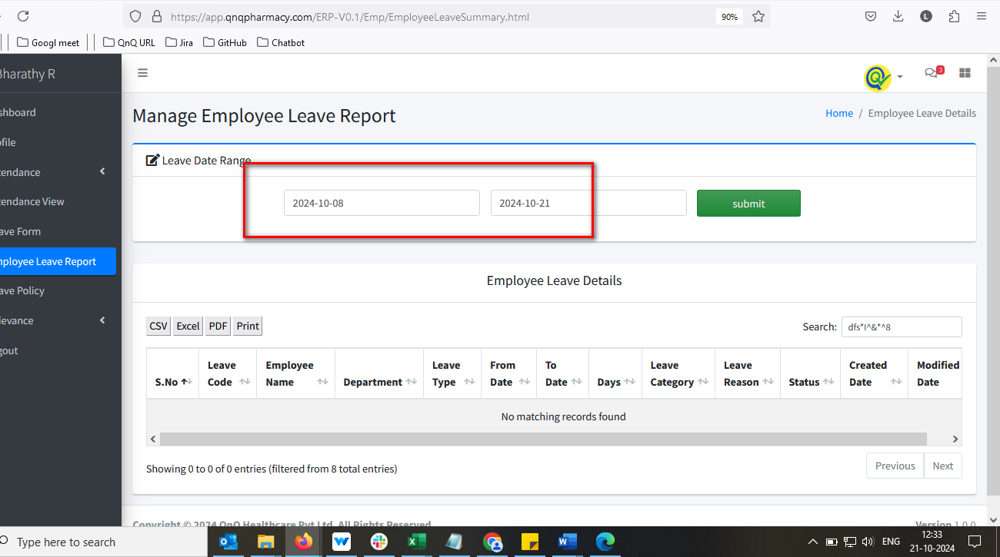 https://app.qnqpharmacy.com/ERP-V0.1/Emp/EmployeeLeaveSummary.html
90%
L
Googl meet
QnQ URL
Jira
GitHub
Chatbot
Bharathy R
3
shboard
ofile
tendance
tendance View
ave Form
mployee Leave Report
ave Policy
ievance
gout
Manage Employee Leave Report
Home / Employee Leave Details
Leave Date Range
2024-10-08
2024-10-21
submit
Employee Leave Details
CSV Excel PDF Print
Search: dfs*I^&*^8
S.No
Leave Code
Employee Name
Department
Leave Type
From Date
To Date
Days
Leave Category
Leave Reason
Status
Created Date
Modified Date
No matching records found
Showing 0 to 0 of 0 entries (filtered from 8 total entries)
Previous Next
Copyright © 2024 QnQ Healthcare Pvt Ltd. All Rights Reserved
Version 1.0.0
Type here to search
ENG
12:33
21-10-2024